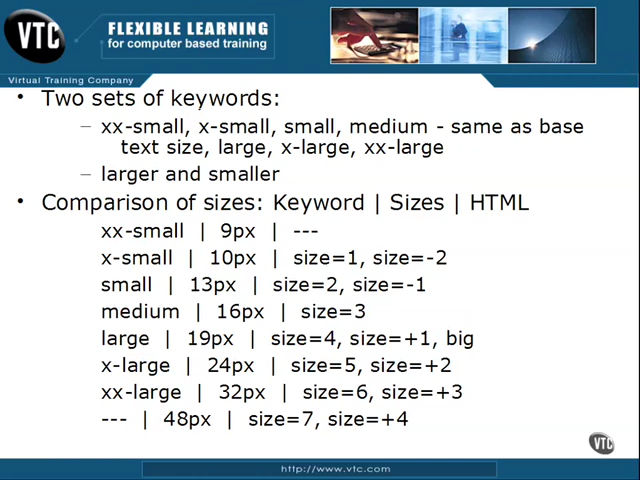 VTC
FLEXIBLE LEARNING
for computer based training
Virtual Training Company
• Two sets of keywords:
– xx-small, x-small, small, medium - same as base
text size, large, x-large, xx-large
– larger and smaller
• Comparison of sizes: Keyword | Sizes | HTML
xx-small | 9px | ---
x-small | 10px | size=1, size=-2
small | 13px | size=2, size=-1
medium | 16px | size=3
large | 19px | size=4, size=+1, big
x-large | 24px | size=5, size=+2
xx-large | 32px | size=6, size=+3
--- | 48px | size=7, size=+4
VTC
http://www.vtc.com